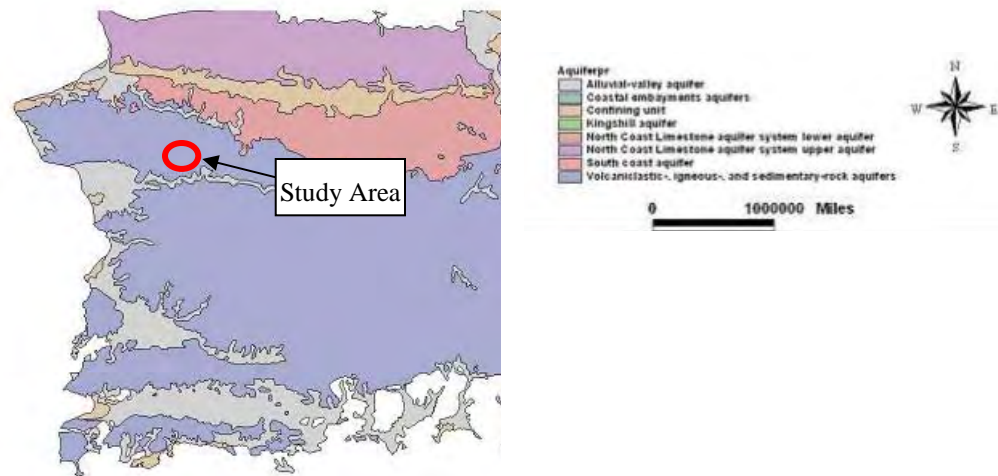 Study Area
Aquiferpr
Alluvial-valley aquifer
Coastal embayments aquifers
Confining unit
Kingshill aquifer
North Coast Limestone aquifer system lower aquifer
North Coast Limestone aquifer system upper aquifer
South coast aquifer
Volcaniclastic-, igneous-, and sedimentary-rock aquifers
0 1000000 Miles
N
W E
S